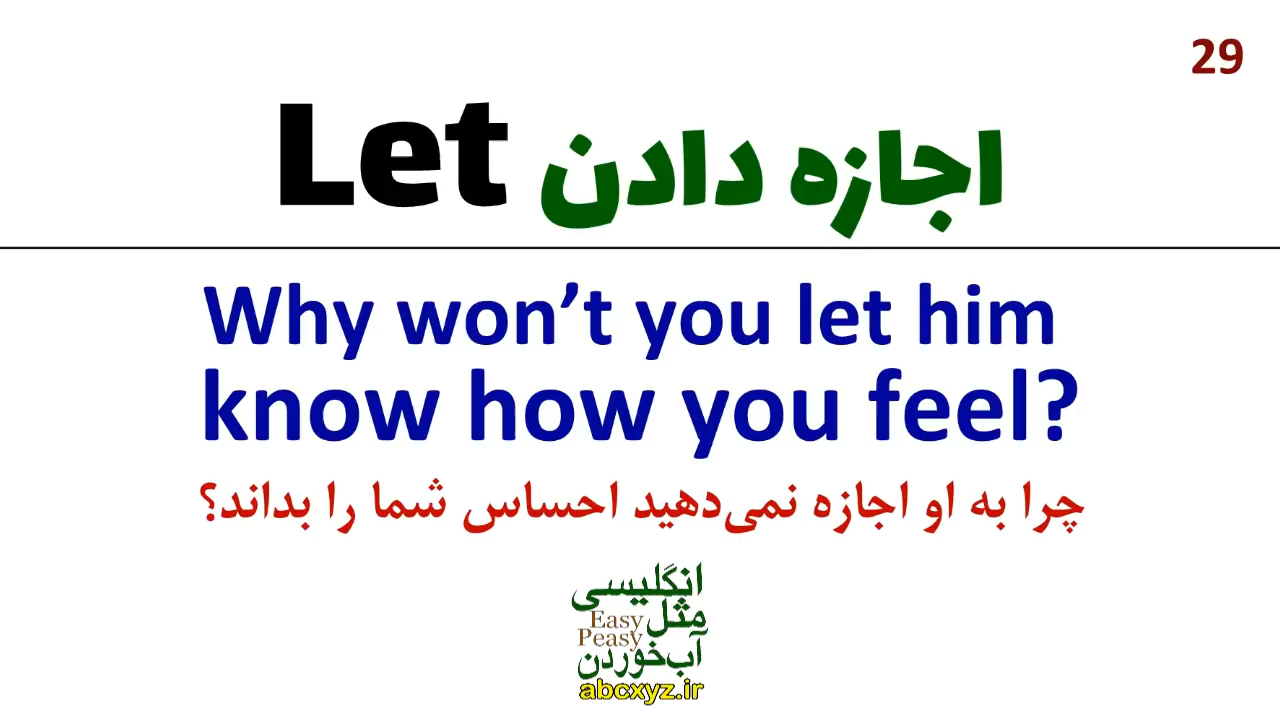 29
Let اجازه دادن
Why won’t you let him
know how you feel?
چرا به او اجازه نمی‌دهید احساس شما را بداند؟
انگلیسی
مثل
Easy
Peasy
آب‌خوردن
abcxyz.ir